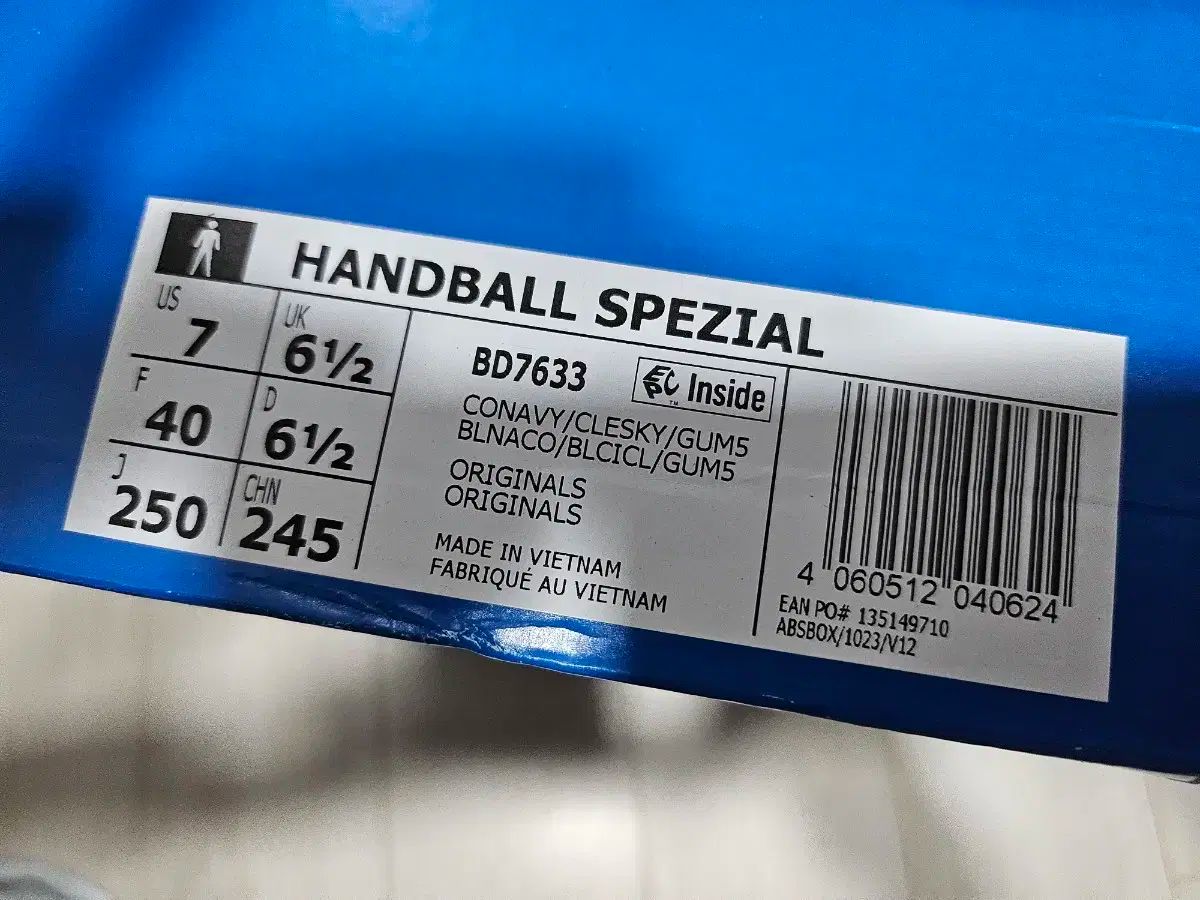 HANDBALL SPEZIAL
US
7
UK
6½
F
40
D
6½
J
250
CHN
245
BD7633
EPC™ Inside
CONAVY/CLESKY/GUM5
BLNACO/BLCICL/GUM5
ORIGINALS
ORIGINALS
MADE IN VIETNAM
FABRIQUÉ AU VIETNAM
4 060512 040624
EAN PO# 135149710
ABSBOX/1023/V12